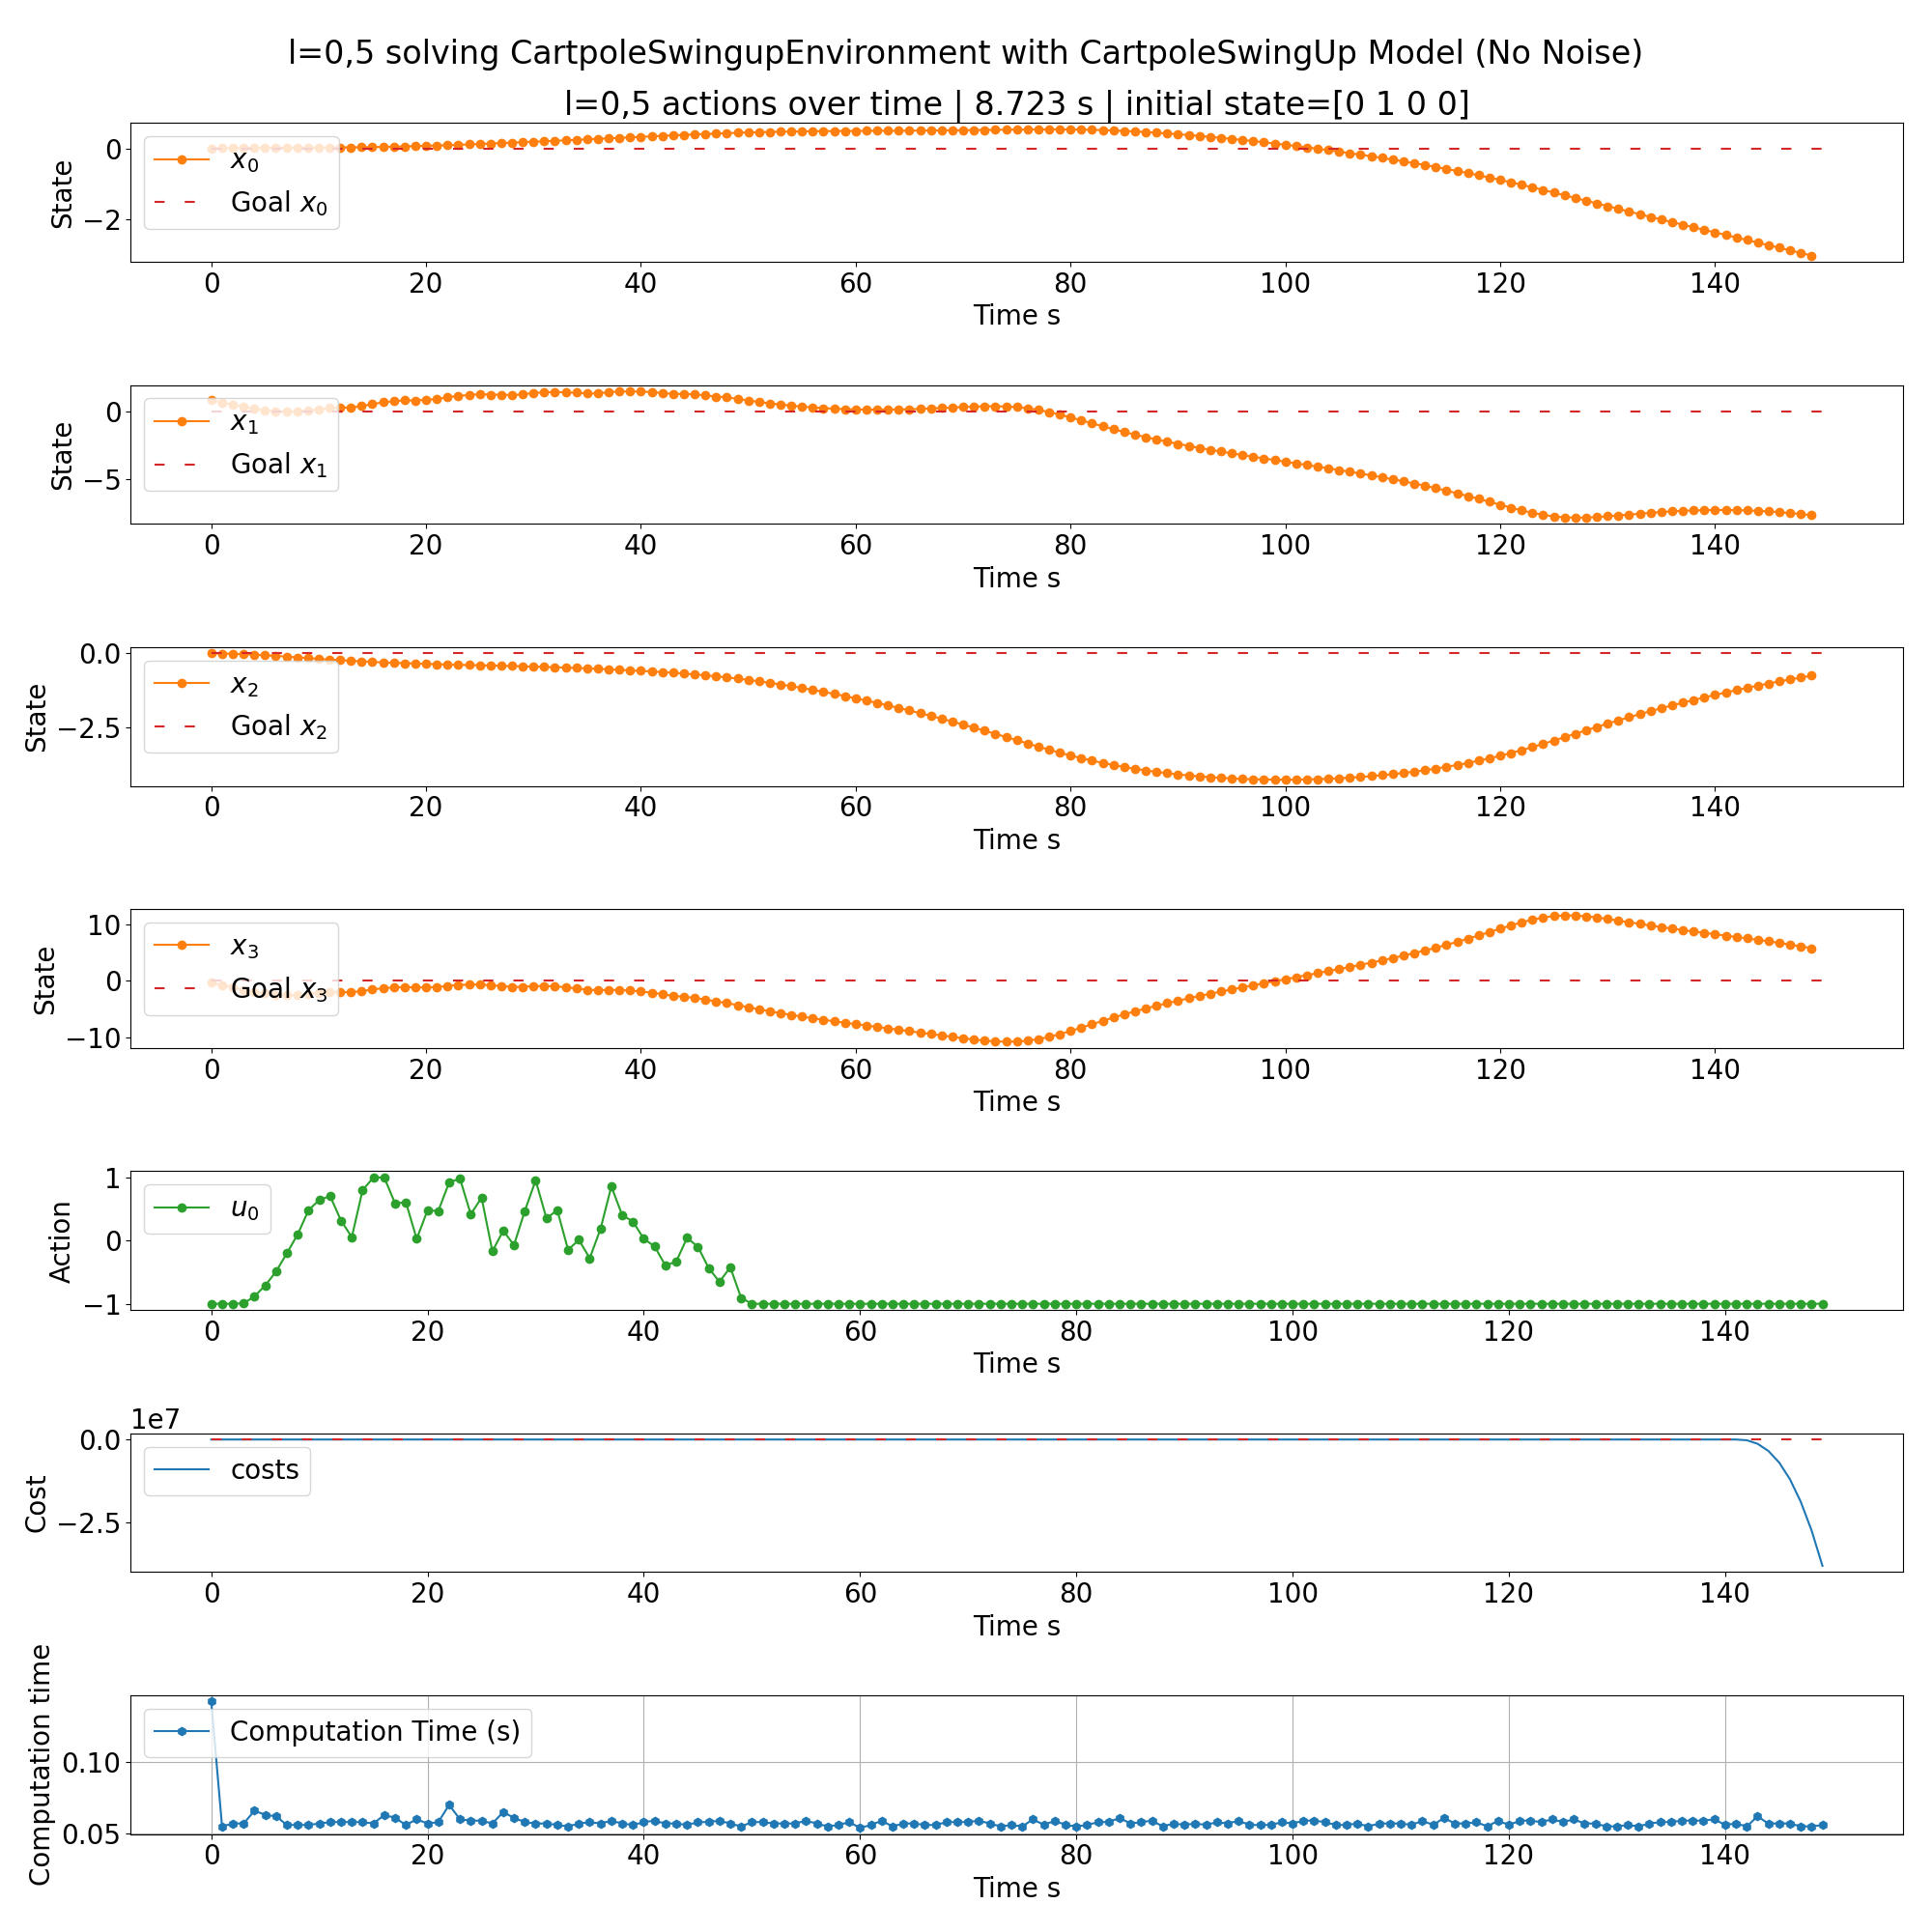 l=0,5 solving CartpoleSwingupEnvironment with CartpoleSwingUp Model (No Noise)
l=0,5 actions over time | 8.723 s | initial state=[0 1 0 0]
State
0
−2
x₀
Goal x₀
0 20 40 60 80 100 120 140
Time s
State
0
−5
x₁
Goal x₁
0 20 40 60 80 100 120 140
Time s
State
0.0
−2.5
x₂
Goal x₂
0 20 40 60 80 100 120 140
Time s
State
10
0
−10
x₃
Goal x₃
0 20 40 60 80 100 120 140
Time s
Action
1
0
−1
u₀
0 20 40 60 80 100 120 140
Time s
1e7
Cost
0.0
−2.5
costs
0 20 40 60 80 100 120 140
Time s
Computation time
0.10
0.05
Computation Time (s)
0 20 40 60 80 100 120 140
Time s